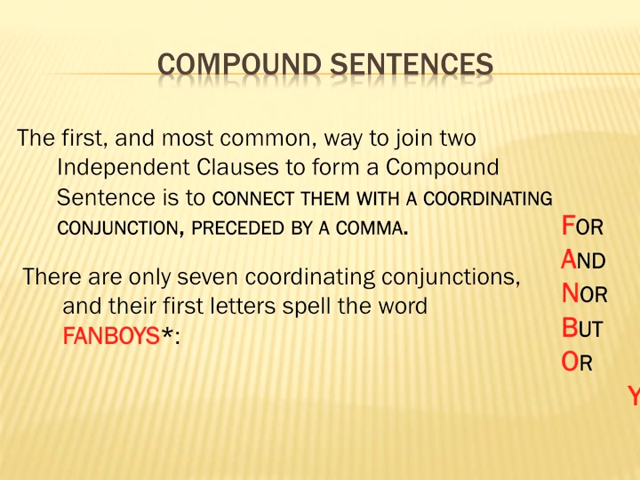 COMPOUND SENTENCES
The first, and most common, way to join two
Independent Clauses to form a Compound
Sentence is to CONNECT THEM WITH A COORDINATING
CONJUNCTION, PRECEDED BY A COMMA.
There are only seven coordinating conjunctions,
and their first letters spell the word
FANBOYS*:
FOR
AND
NOR
BUT
OR
Y